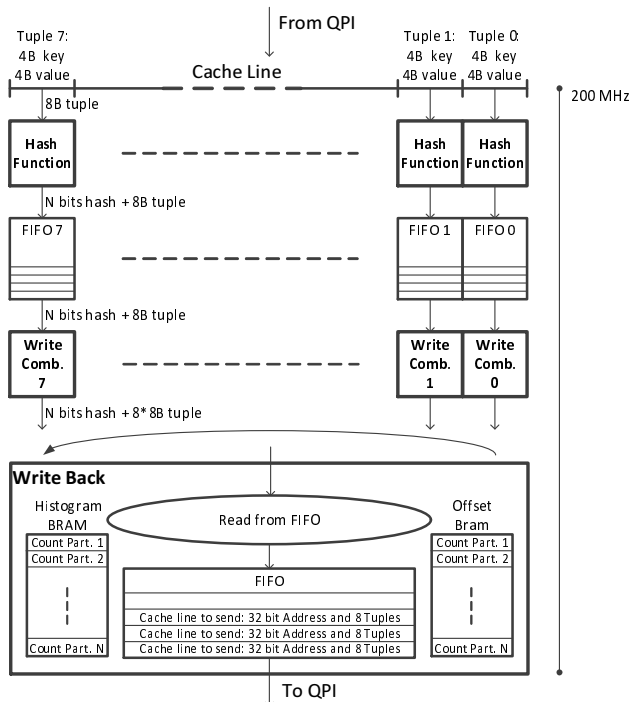 From QPI
Tuple 7:
4B key
4B value
Cache Line
Tuple 1:
4B key
4B value
Tuple 0:
4B key
4B value
200 MHz
8B tuple
Hash
Function
Hash
Function
Hash
Function
N bits hash + 8B tuple
FIFO 7
FIFO 1
FIFO 0
N bits hash + 8B tuple
Write
Comb.
7
Write
Comb.
1
Write
Comb.
0
N bits hash + 8*8B tuple
Write Back
Histogram
BRAM
Count Part. 1
Count Part. 2
Count Part. N
Read from FIFO
FIFO
Cache line to send: 32 bit Address and 8 Tuples
Cache line to send: 32 bit Address and 8 Tuples
Cache line to send: 32 bit Address and 8 Tuples
Offset
Bram
Count Part. 1
Count Part. 2
Count Part. N
To QPI